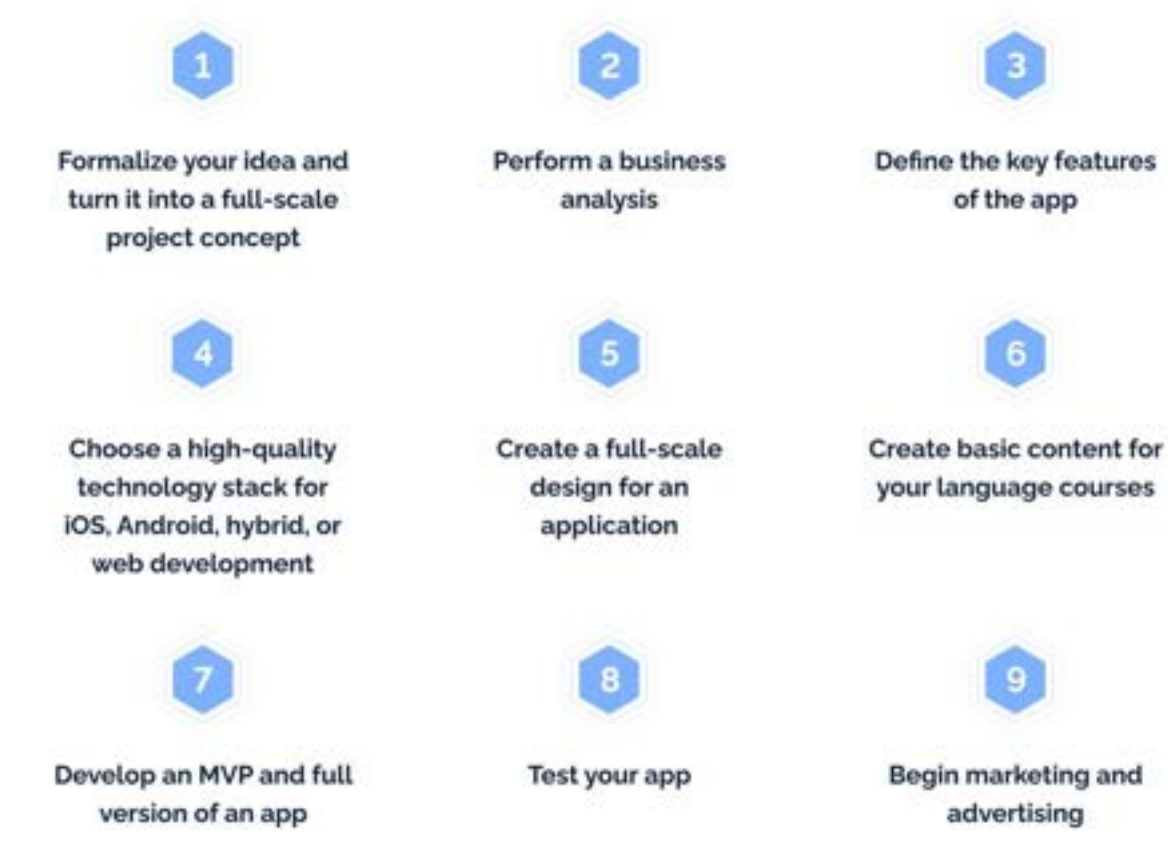 1
Formalize your idea and
turn it into a full-scale
project concept
2
Perform a business
analysis
3
Define the key features
of the app
4
Choose a high-quality
technology stack for
iOS, Android, hybrid, or
web development
5
Create a full-scale
design for an
application
6
Create basic content for
your language courses
7
Develop an MVP and full
version of an app
8
Test your app
9
Begin marketing and
advertising